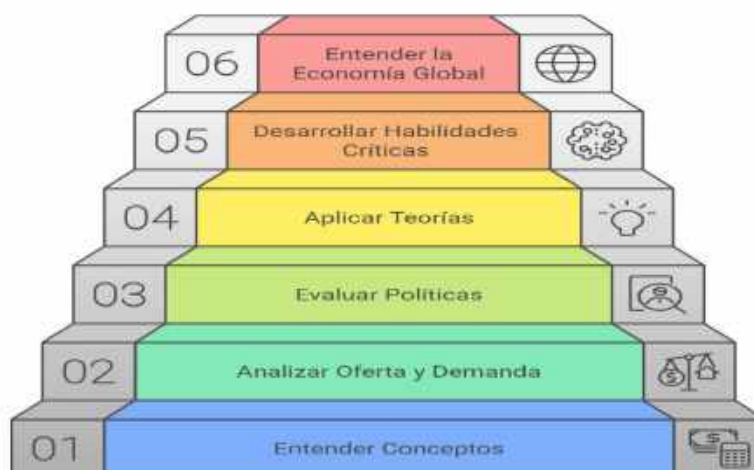 06
Entender la
Economía Global
05
Desarrollar Habilidades
Críticas
04
Aplicar Teorías
03
Evaluar Políticas
02
Analizar Oferta y Demanda
01
Entender Conceptos